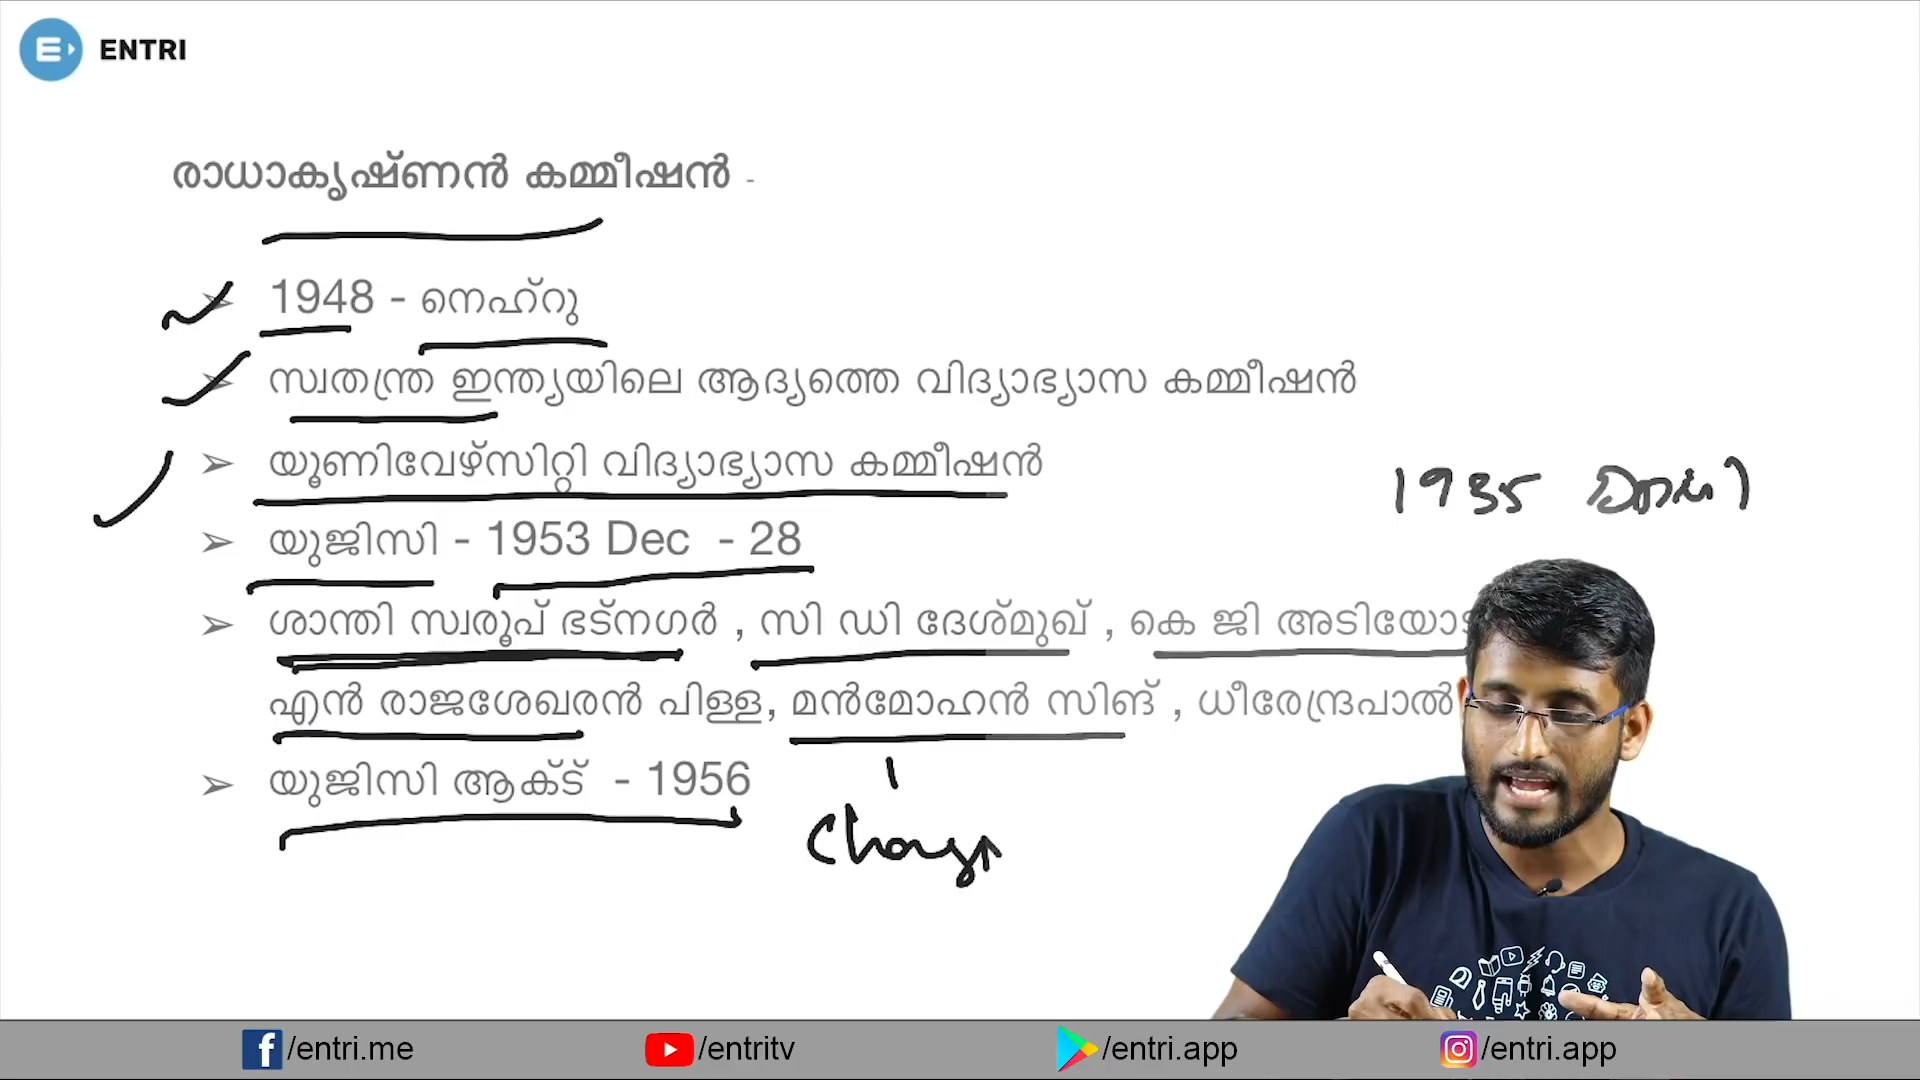 ENTRI
രാധാകൃഷ്ണൻ കമ്മീഷൻ -
➢ 1948 - നെഹ്റു
➢ സ്വതന്ത്ര ഇന്ത്യയിലെ ആദ്യത്തെ വിദ്യാഭ്യാസ കമ്മീഷൻ
➢ യൂണിവേഴ്സിറ്റി വിദ്യാഭ്യാസ കമ്മീഷൻ
1935
➢ യുജിസി - 1953 Dec - 28
➢ ശാന്തി സ്വരൂപ് ഭട്നഗർ , സി ഡി ദേശ്മുഖ് , കെ ജി
എൻ രാജശേഖരൻ പിള്ള, മൻമോഹൻ സിങ് , ധീരേന്ദ്രപാൽ
➢ യുജിസി ആക്ട് - 1956
/entri.me /entritv /entri.app /entri.app